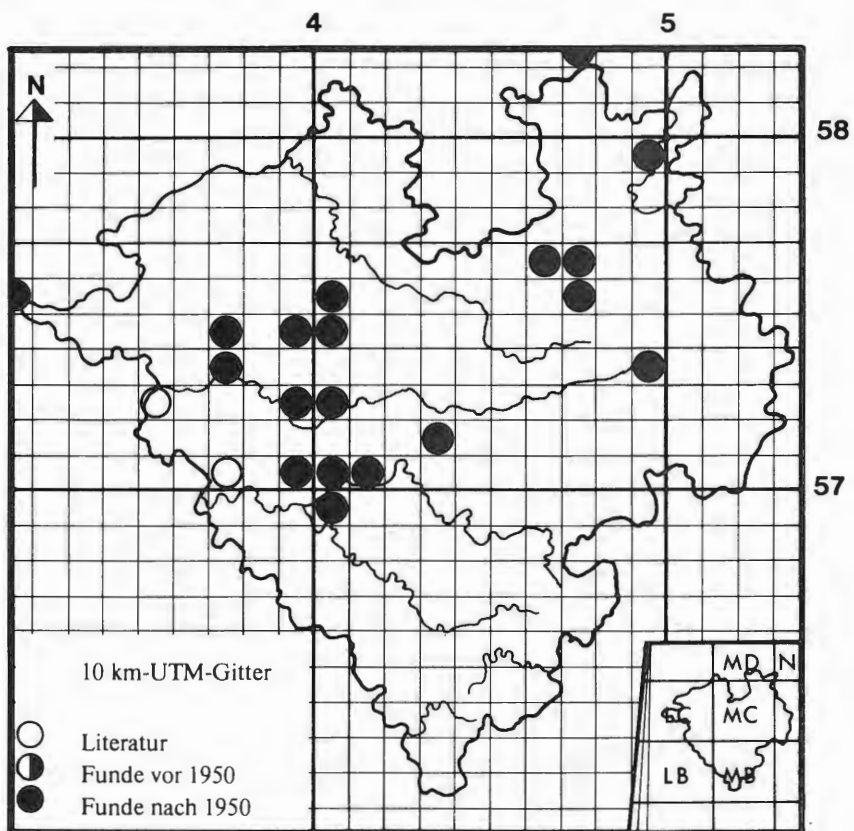 4 5
N
58
57
10 km-UTM-Gitter
Literatur
Funde vor 1950
Funde nach 1950
MD N
MC
LB MB